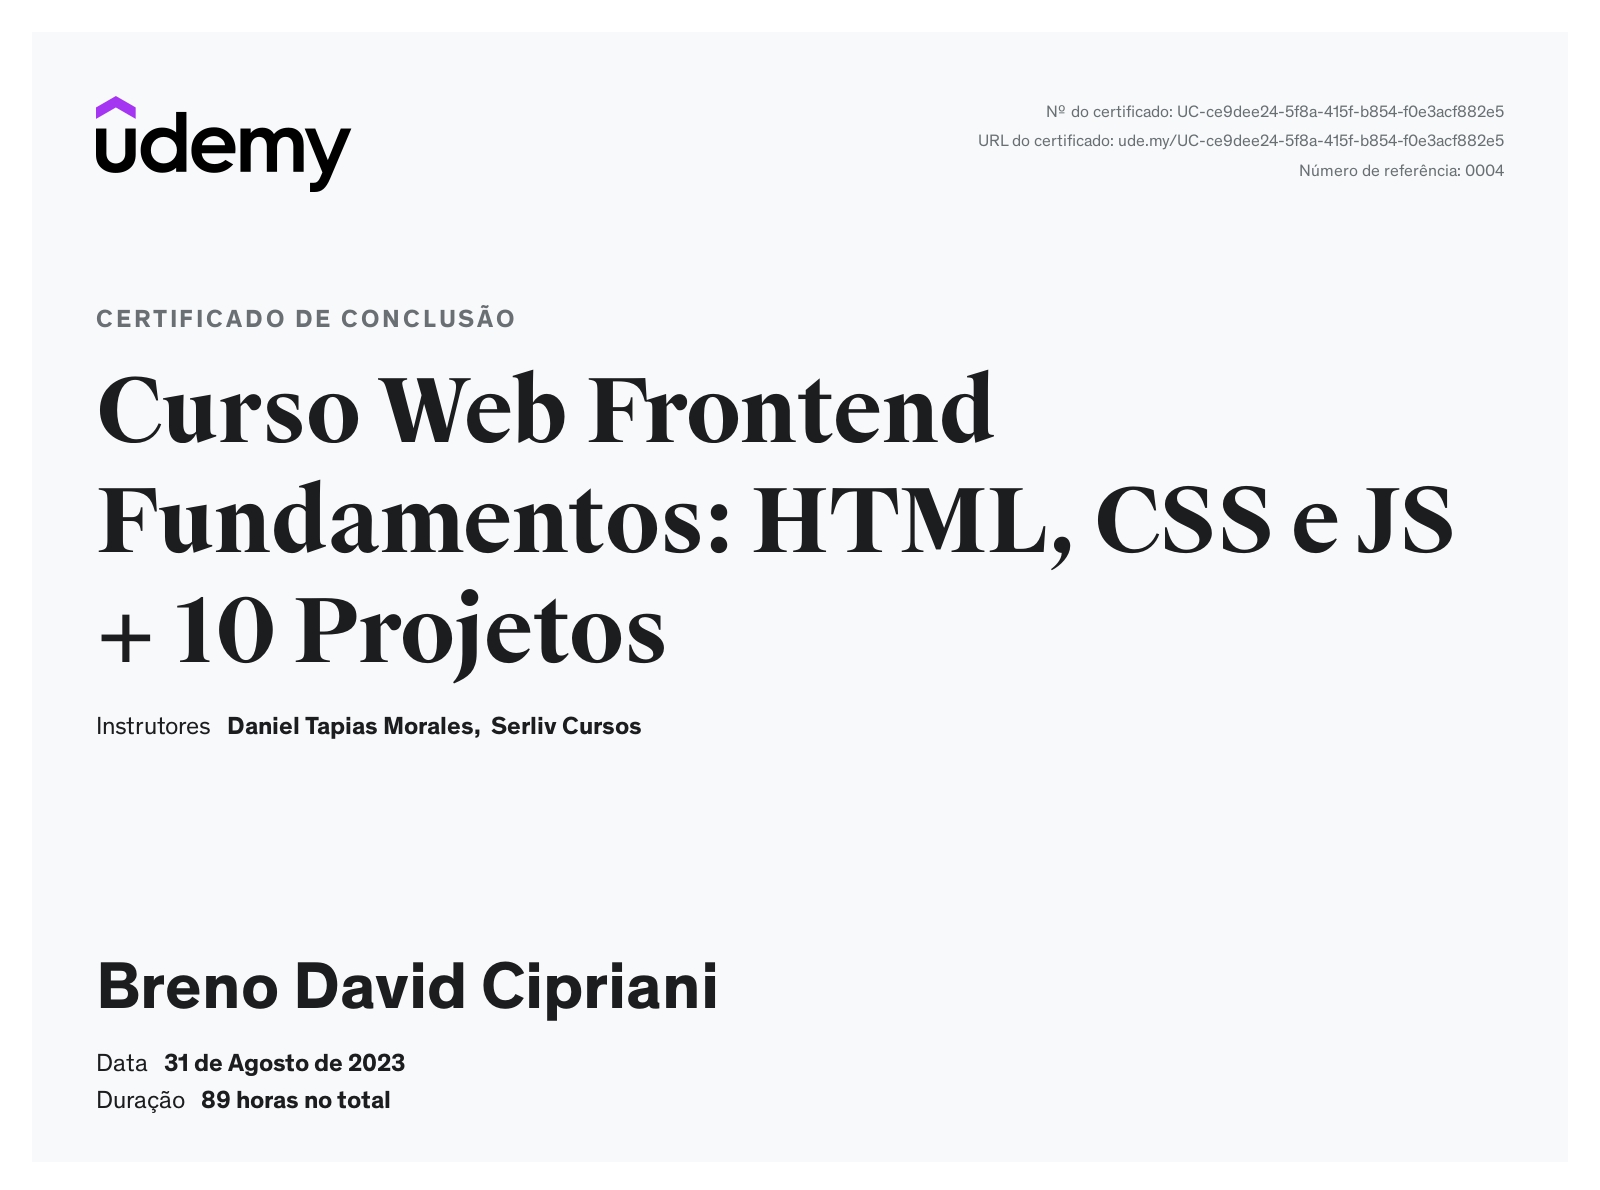 udemy
Nº do certificado: UC-ce9dee24-5f8a-415f-b854-f0e3acf882e5
URL do certificado: ude.my/UC-ce9dee24-5f8a-415f-b854-f0e3acf882e5
Número de referência: 0004
CERTIFICADO DE CONCLUSÃO
Curso Web Frontend
Fundamentos: HTML, CSS e JS
+ 10 Projetos
Instrutores Daniel Tapias Morales, Serliv Cursos
Breno David Cipriani
Data 31 de Agosto de 2023
Duração 89 horas no total